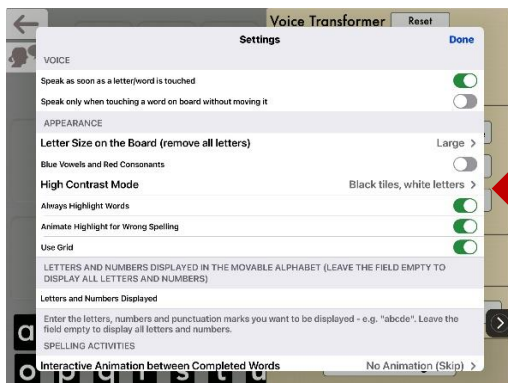 Voice Transformer Reset
Settings
Done
VOICE
Speak as soon as a letter/word is touched
Speak only when touching a word on board without moving it
APPEARANCE
Letter Size on the Board (remove all letters) Large >
Blue Vowels and Red Consonants
High Contrast Mode Black tiles, white letters >
Always Highlight Words
Animate Highlight for Wrong Spelling
Use Grid
LETTERS AND NUMBERS DISPLAYED IN THE MOVABLE ALPHABET (LEAVE THE FIELD EMPTY TO
DISPLAY ALL LETTERS AND NUMBERS)
Letters and Numbers Displayed
Enter the letters, numbers and punctuation marks you want to be displayed - e.g. "abcde". Leave the
field empty to display all letters and numbers.
SPELLING ACTIVITIES
Interactive Animation between Completed Words No Animation (Skip) >
a
o p q r s t u